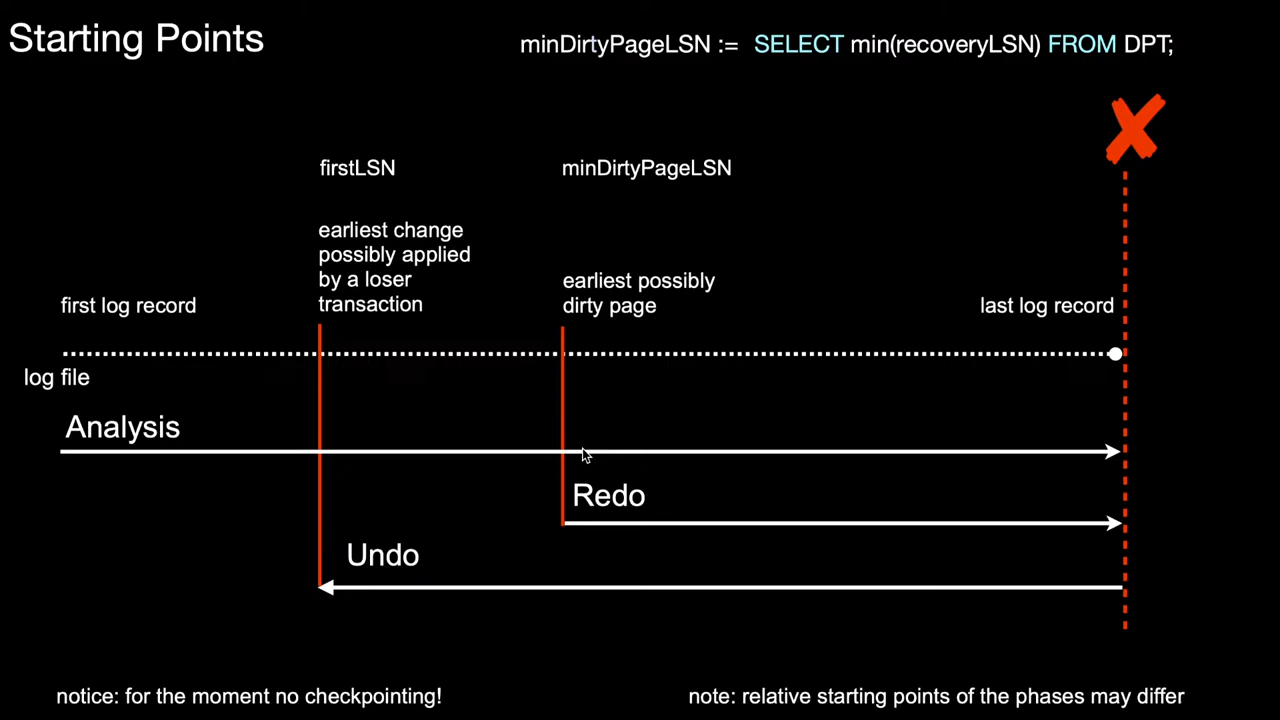 Starting Points
minDirtyPageLSN := SELECT min(recoveryLSN) FROM DPT;
firstLSN
minDirtyPageLSN
earliest change
possibly applied
by a loser
transaction
earliest possibly
dirty page
first log record
last log record
log file
Analysis
Redo
Undo
notice: for the moment no checkpointing!
note: relative starting points of the phases may differ